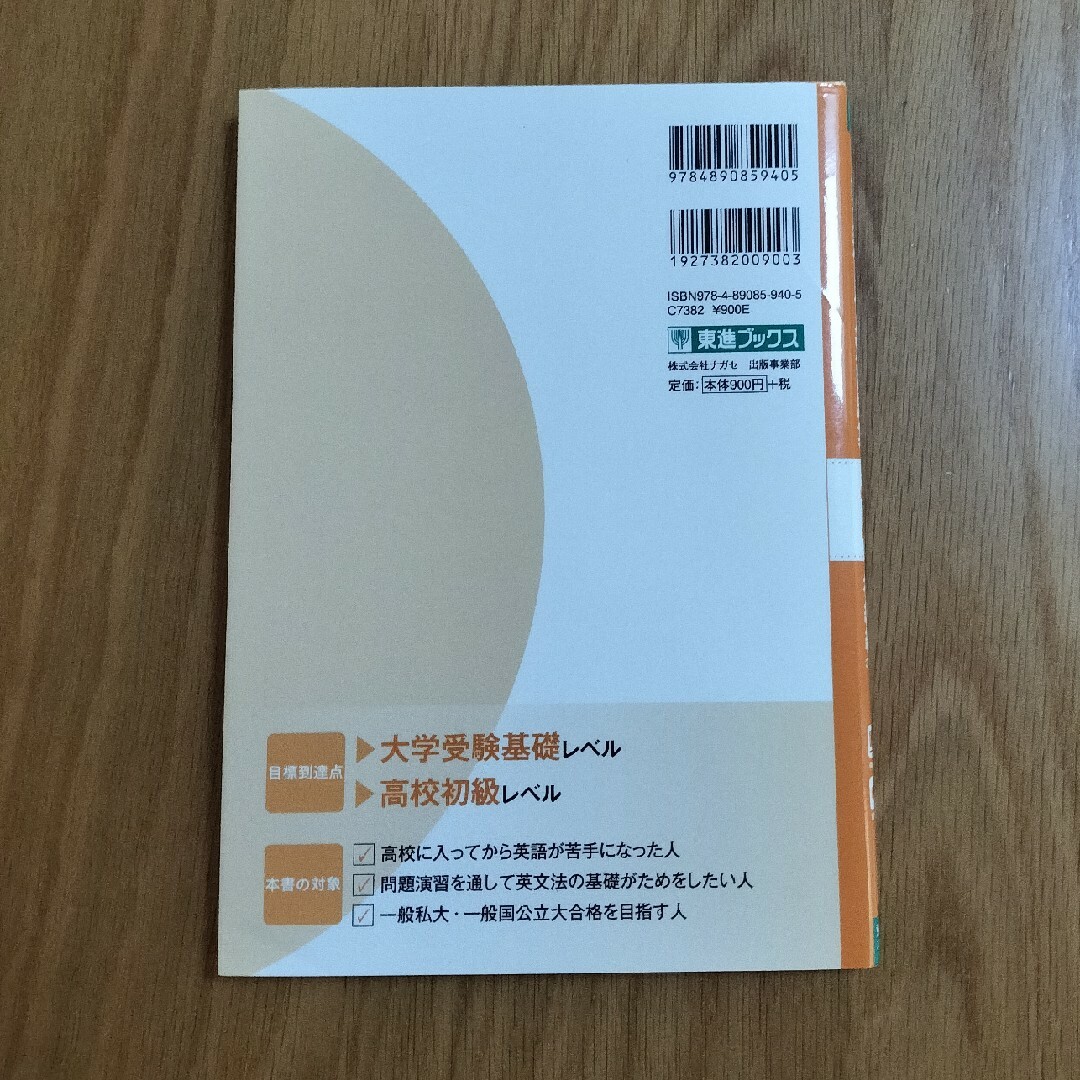 9784890859405
1927382009003
ISBN978-4-89085-940-5
C7382 ¥900E
東進ブックス
株式会社ナガセ 出版事業部
定価：本体900円+税
目標到達点
▶大学受験基礎レベル
▶高校初級レベル
本書の対象
✓高校に入ってから英語が苦手になった人
✓問題演習を通して英文法の基礎がためをしたい人
✓一般私大・一般国公立大合格を目指す人